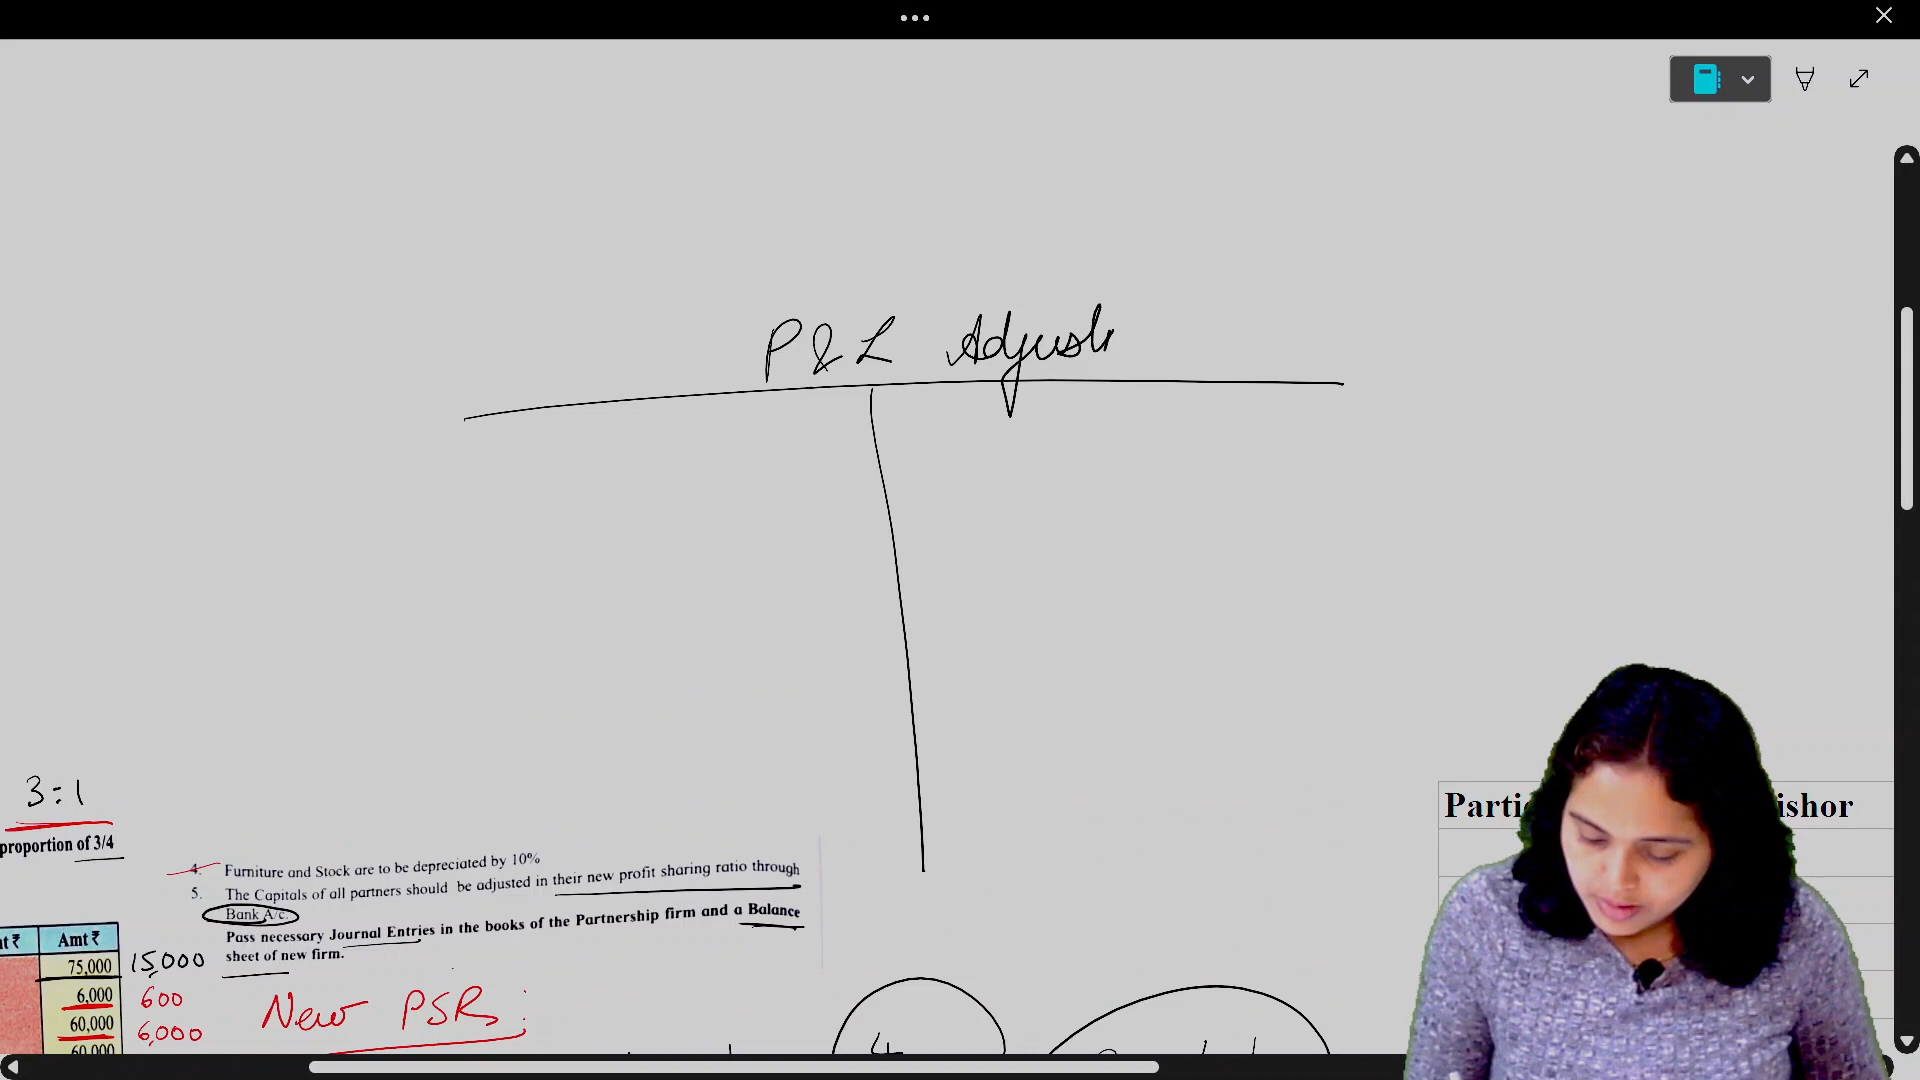 P & L Adjust
3:1
proportion of 3/4
4. Furniture and Stock are to be depreciated by 10%
5. The Capitals of all partners should be adjusted in their new profit sharing ratio through
Bank A/c.
Pass necessary Journal Entries in the books of the Partnership firm and a Balance
sheet of new firm.
Amt ₹
75,000 15,000
6,000 600
60,000 6,000
60,000
New PSR :